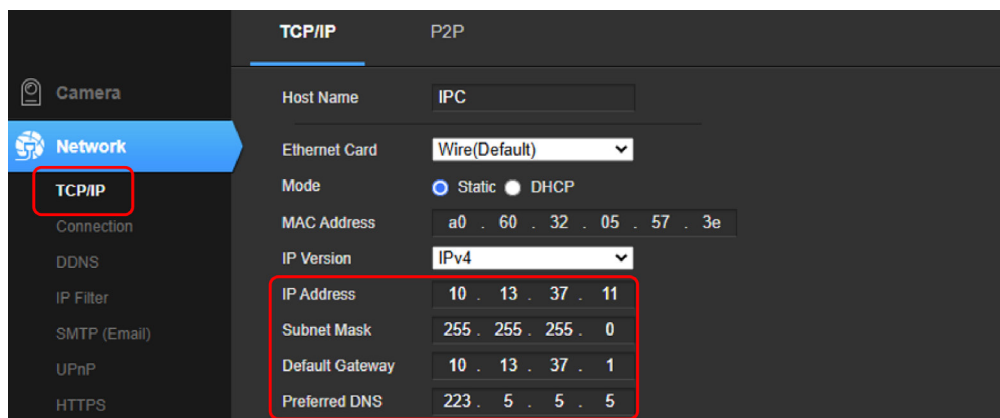 TCP/IP P2P
Camera
Host Name IPC
Network
Ethernet Card Wire(Default)
TCP/IP
Mode Static DHCP
Connection
MAC Address a0 . 60 . 32 . 05 . 57 . 3e
DDNS
IP Version IPv4
IP Filter
IP Address 10 . 13 . 37 . 11
SMTP (Email)
Subnet Mask 255 . 255 . 255 . 0
UPnP
Default Gateway 10 . 13 . 37 . 1
HTTPS
Preferred DNS 223 . 5 . 5 . 5